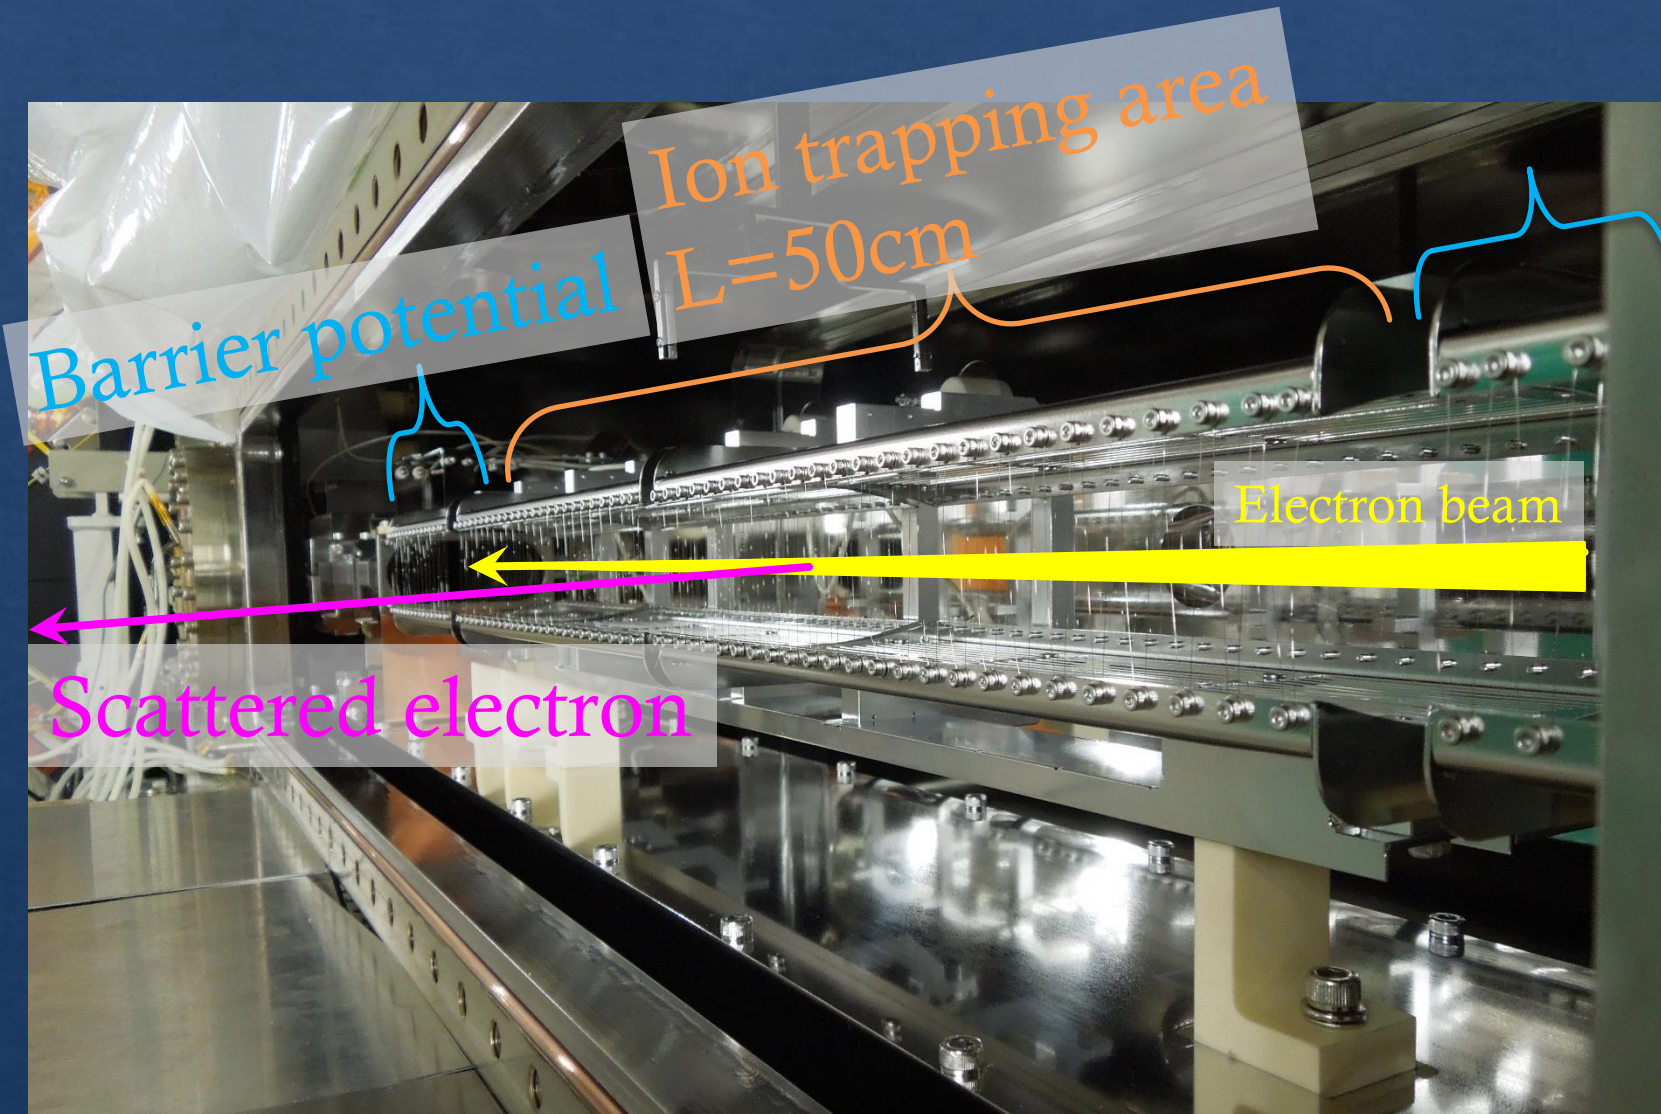 Ion trapping area
L=50cm
Barrier potential
Electron beam
Scattered electron